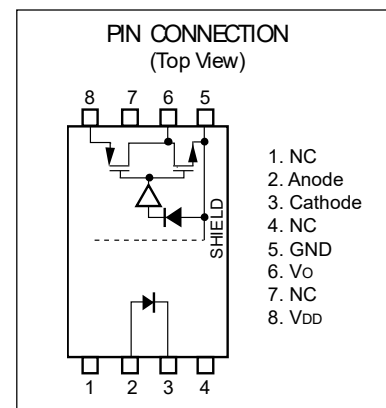 PIN CONNECTION
(Top View)
8 7 6 5
SHIELD
1 2 3 4
1. NC
2. Anode
3. Cathode
4. NC
5. GND
6. VO
7. NC
8. VDD